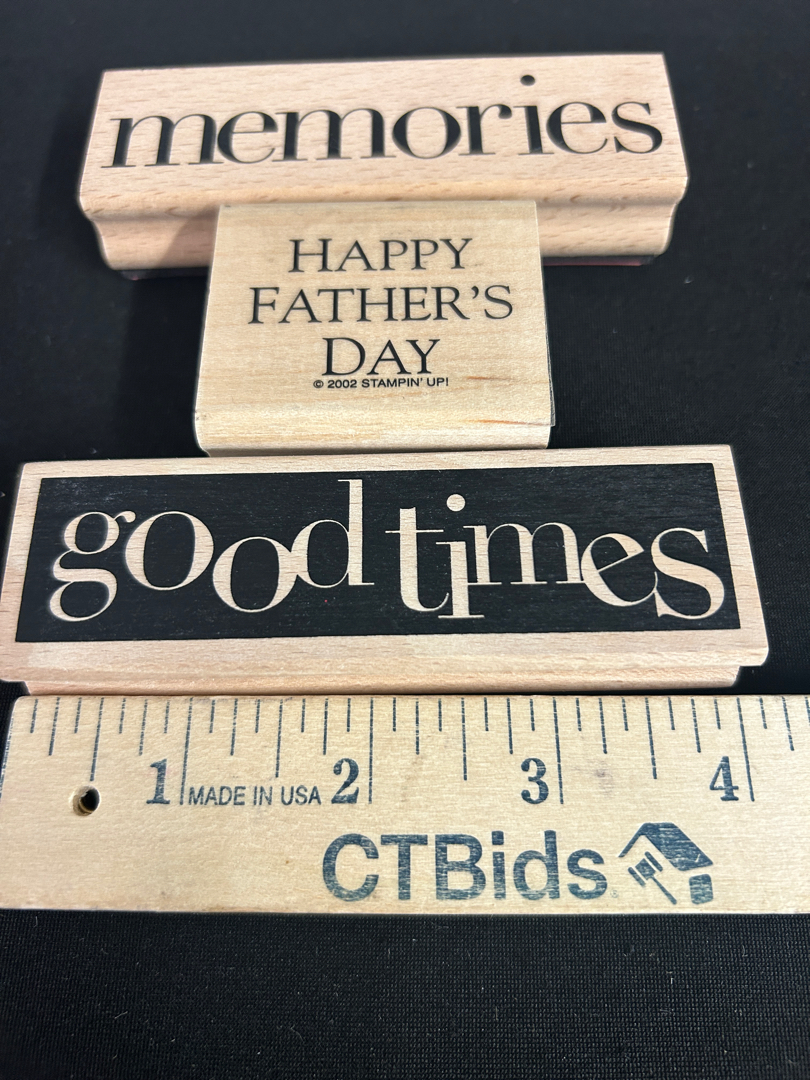 memories
HAPPY
FATHER'S
DAY
© 2002 STAMPIN' UP!
good times
1 2 3 4
MADE IN USA
CTBids